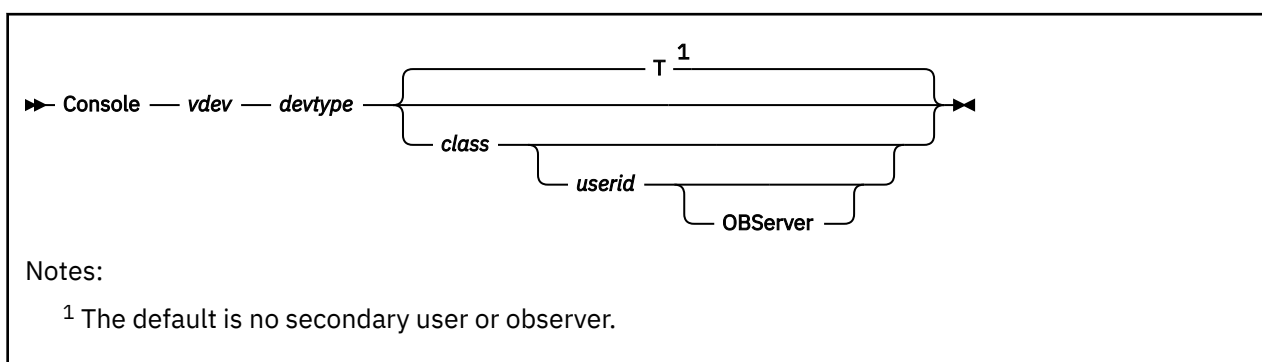 T 1
Console vdev devtype
class
userid
OBServer
Notes:
1 The default is no secondary user or observer.